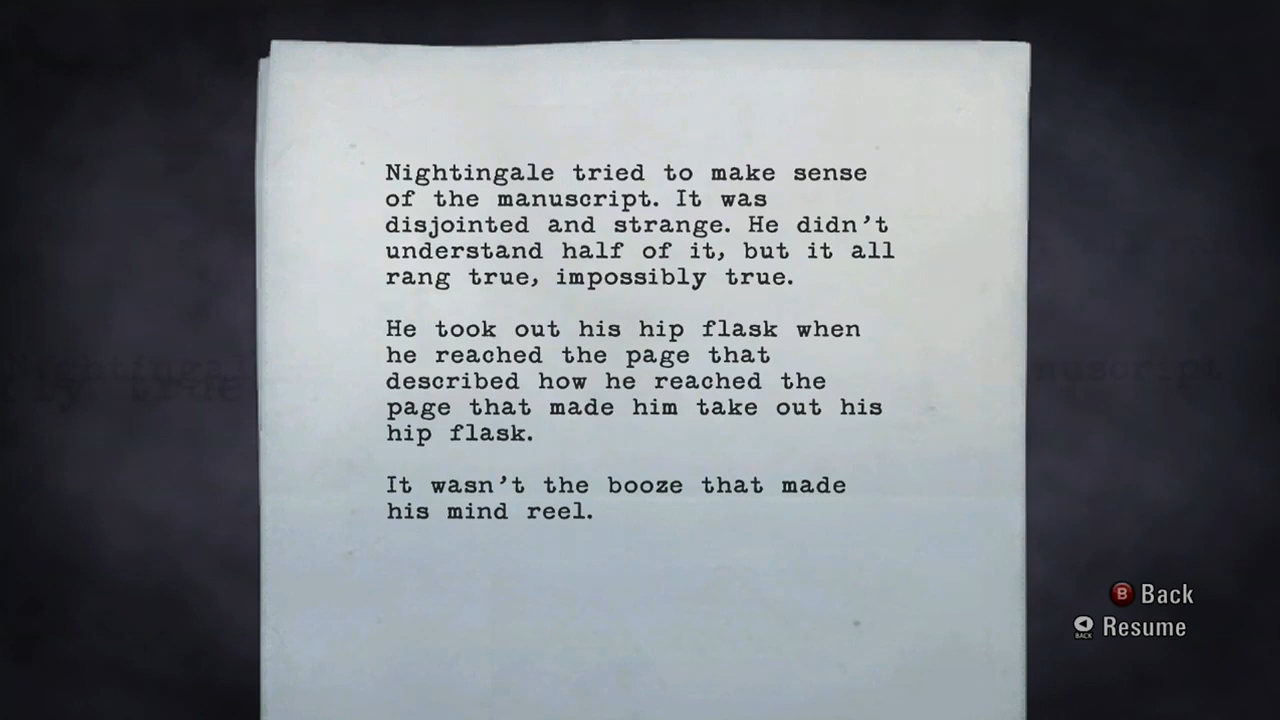 Nightingale tried to make sense
of the manuscript. It was
disjointed and strange. He didn't
understand half of it, but it all
rang true, impossibly true.
He took out his hip flask when
he reached the page that
described how he reached the
page that made him take out his
hip flask.
It wasn't the booze that made
his mind reel.
B Back
BACK Resume